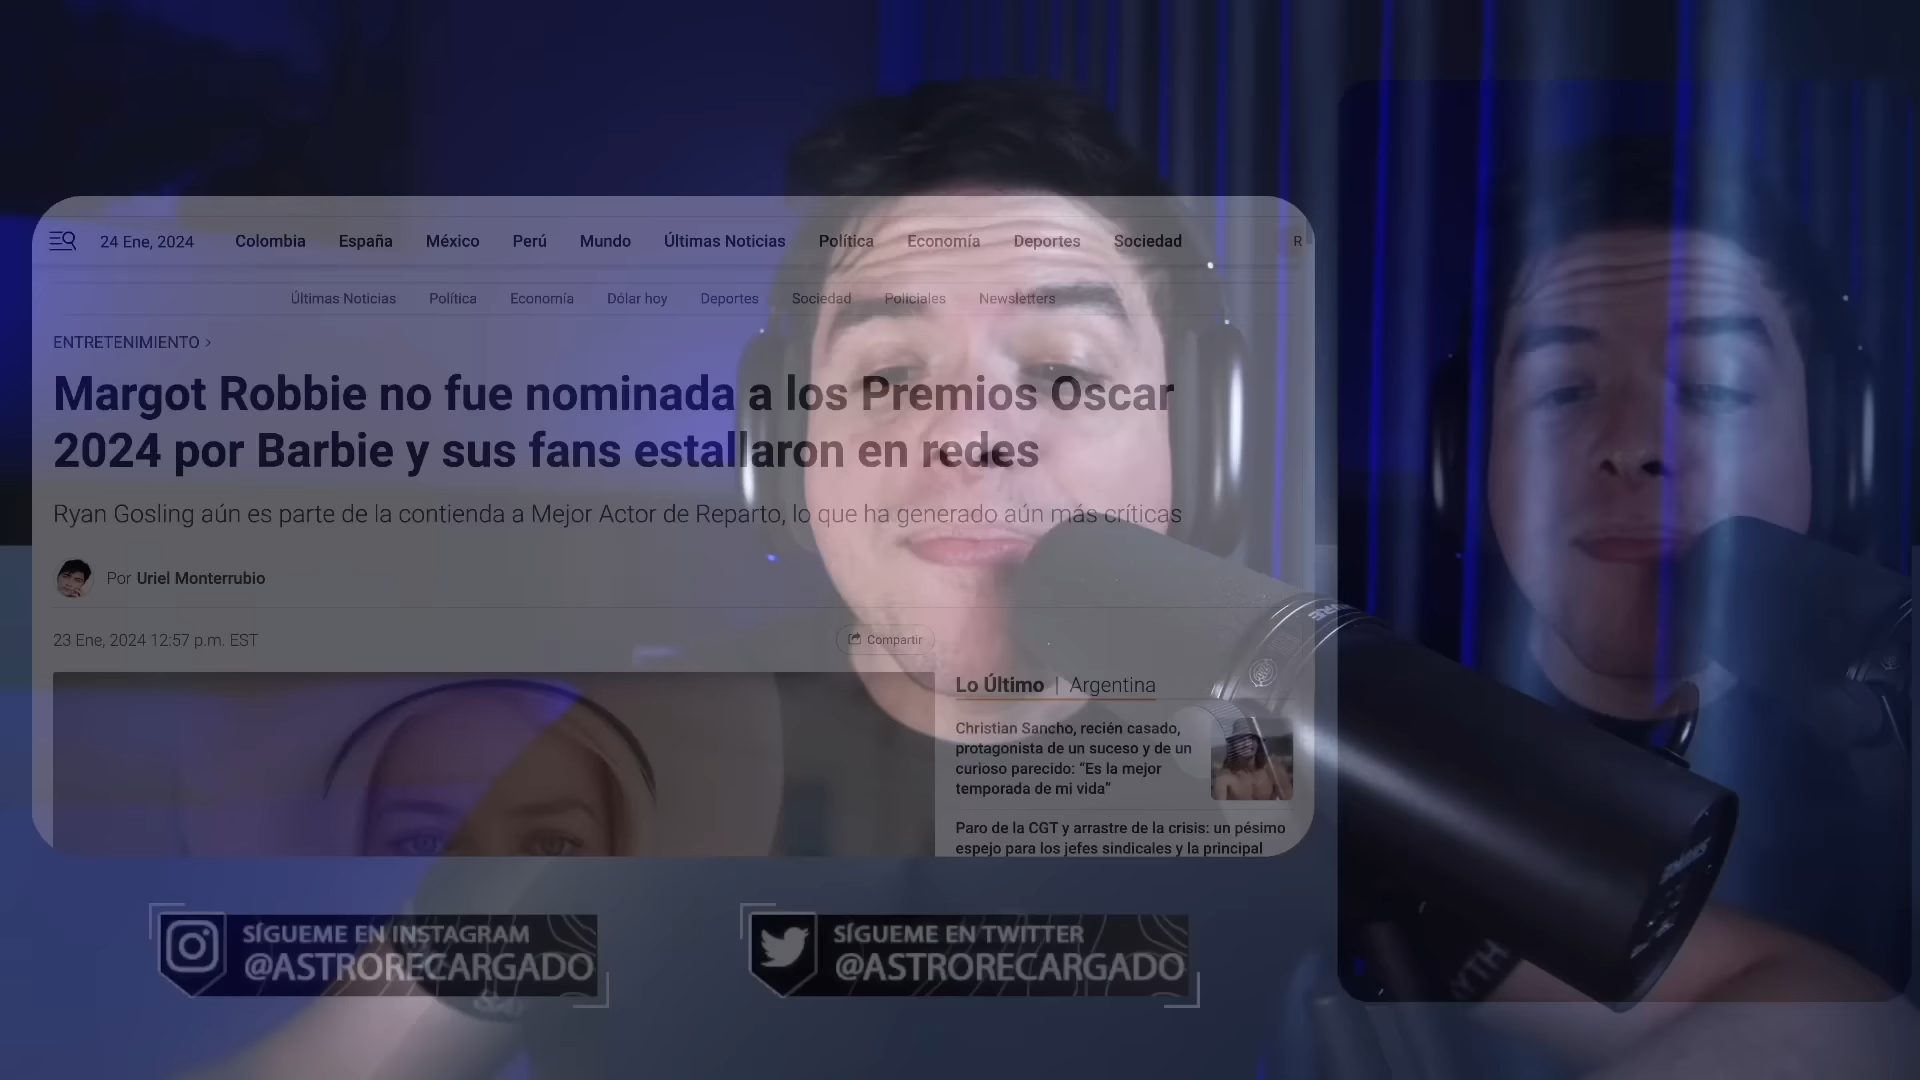 24 Ene, 2024 Colombia España México Perú Mundo Últimas Noticias Política Economía Deportes Sociedad R
Últimas Noticias Política Economía Dólar hoy Deportes Sociedad Policiales Newsletters
ENTRETENIMIENTO >
Margot Robbie no fue nominada a los Premios Oscar
2024 por Barbie y sus fans estallaron en redes
Ryan Gosling aún es parte de la contienda a Mejor Actor de Reparto, lo que ha generado aún más críticas
Por Uriel Monterrubio
23 Ene, 2024 12:57 p.m. EST
Compartir
Lo Último | Argentina
Christian Sancho, recién casado,
protagonista de un suceso y de un
curioso parecido: “Es la mejor
temporada de mi vida”
Paro de la CGT y arrastre de la crisis: un pésimo
espejo para los jefes sindicales y la principal
SÍGUEME EN INSTAGRAM
@ASTRORECARGADO
SÍGUEME EN TWITTER
@ASTRORECARGADO